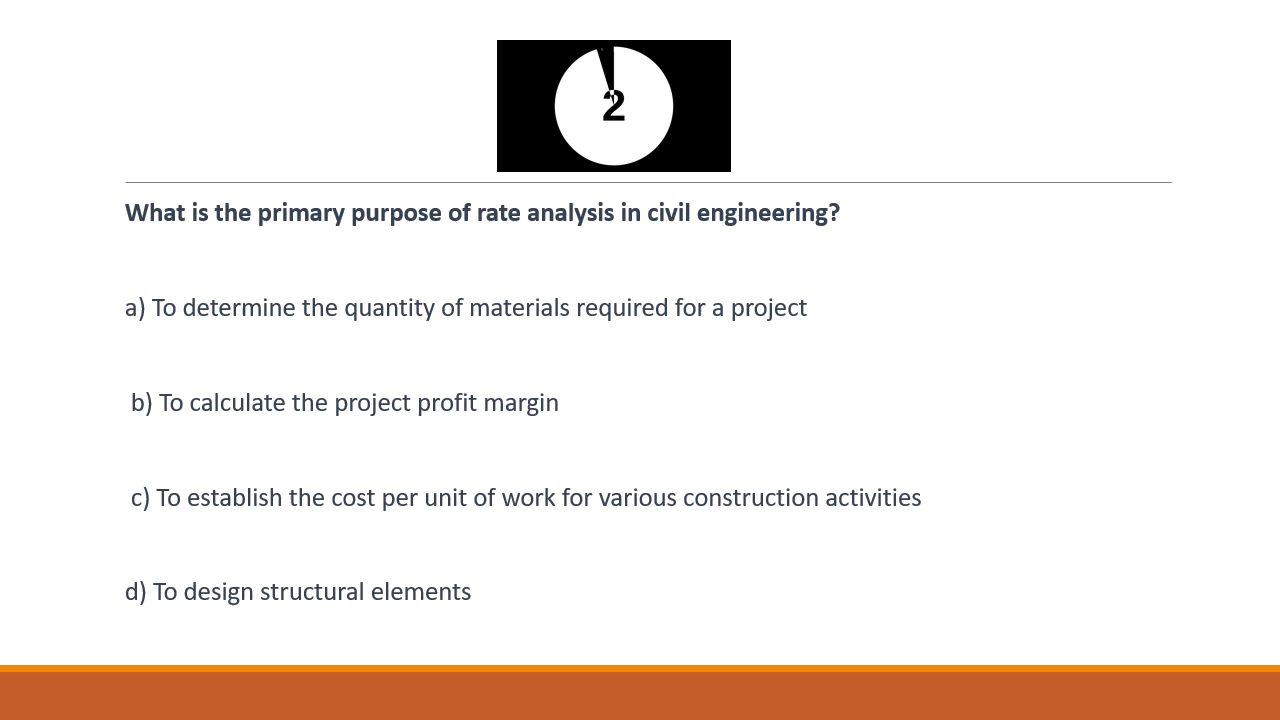 2
What is the primary purpose of rate analysis in civil engineering?
a) To determine the quantity of materials required for a project
b) To calculate the project profit margin
c) To establish the cost per unit of work for various construction activities
d) To design structural elements